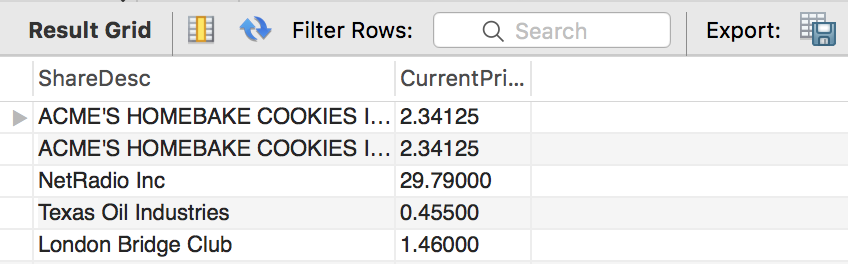 Result Grid Filter Rows: Search Export:
ShareDesc CurrentPri...
ACME'S HOMEBAKE COOKIES I... 2.34125
ACME'S HOMEBAKE COOKIES I... 2.34125
NetRadio Inc 29.79000
Texas Oil Industries 0.45500
London Bridge Club 1.46000